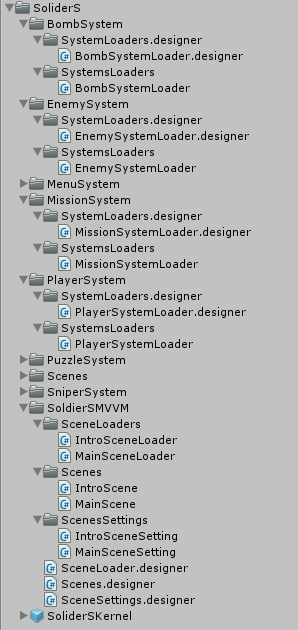 SoliderS
BombSystem
SystemLoaders.designer
BombSystemLoader.designer
SystemsLoaders
BombSystemLoader
EnemySystem
SystemLoaders.designer
EnemySystemLoader.designer
SystemsLoaders
EnemySystemLoader
MenuSystem
MissionSystem
SystemLoaders.designer
MissionSystemLoader.designer
SystemsLoaders
MissionSystemLoader
PlayerSystem
SystemLoaders.designer
PlayerSystemLoader.designer
SystemsLoaders
PlayerSystemLoader
PuzzleSystem
Scenes
SniperSystem
SoldierSMVVM
SceneLoaders
IntroSceneLoader
MainSceneLoader
Scenes
IntroScene
MainScene
ScenesSettings
IntroSceneSetting
MainSceneSetting
SceneLoader.designer
Scenes.designer
SceneSettings.designer
SoliderSKernel